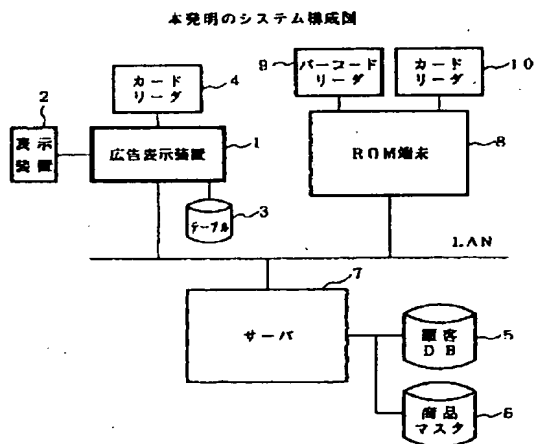 本発明のシステム構成図
カード
リーダ
4
2
表示
装置
広告表示装置
1
テーブル
3
9
バーコード
リーダ
カード
リーダ
10
ROM端末
8
LAN
7
サーバ
顧客
DB
5
商品
マスタ
6